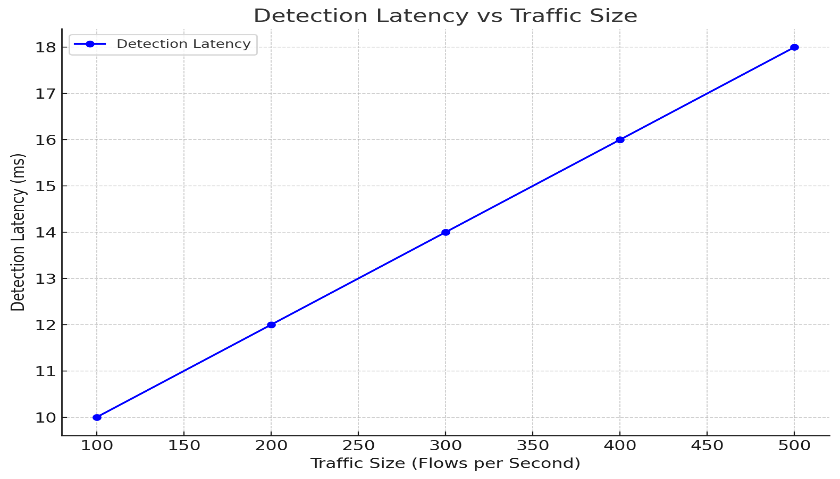 Detection Latency vs Traffic Size
Detection Latency
18
17
16
15
14
13
12
11
10
Detection Latency (ms)
100 150 200 250 300 350 400 450 500
Traffic Size (Flows per Second)